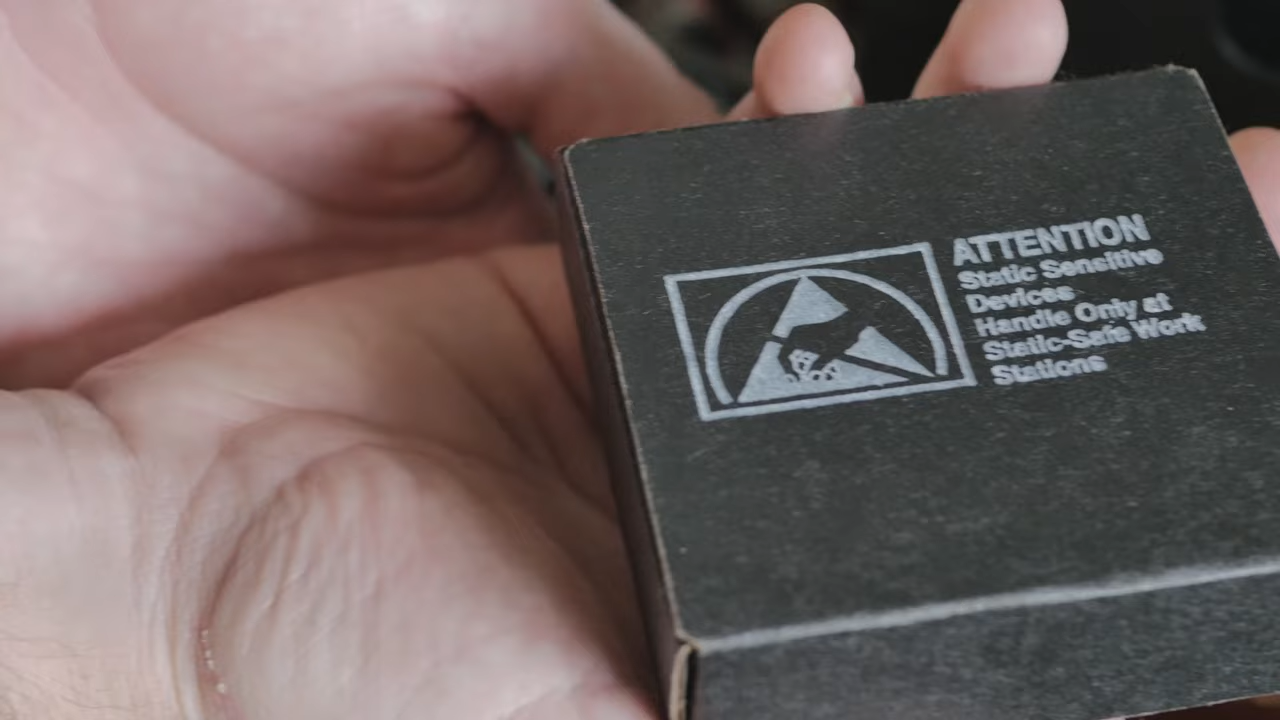 ATTENTION
Static Sensitive
Devices
Handle Only at
Static-Safe Work
Stations